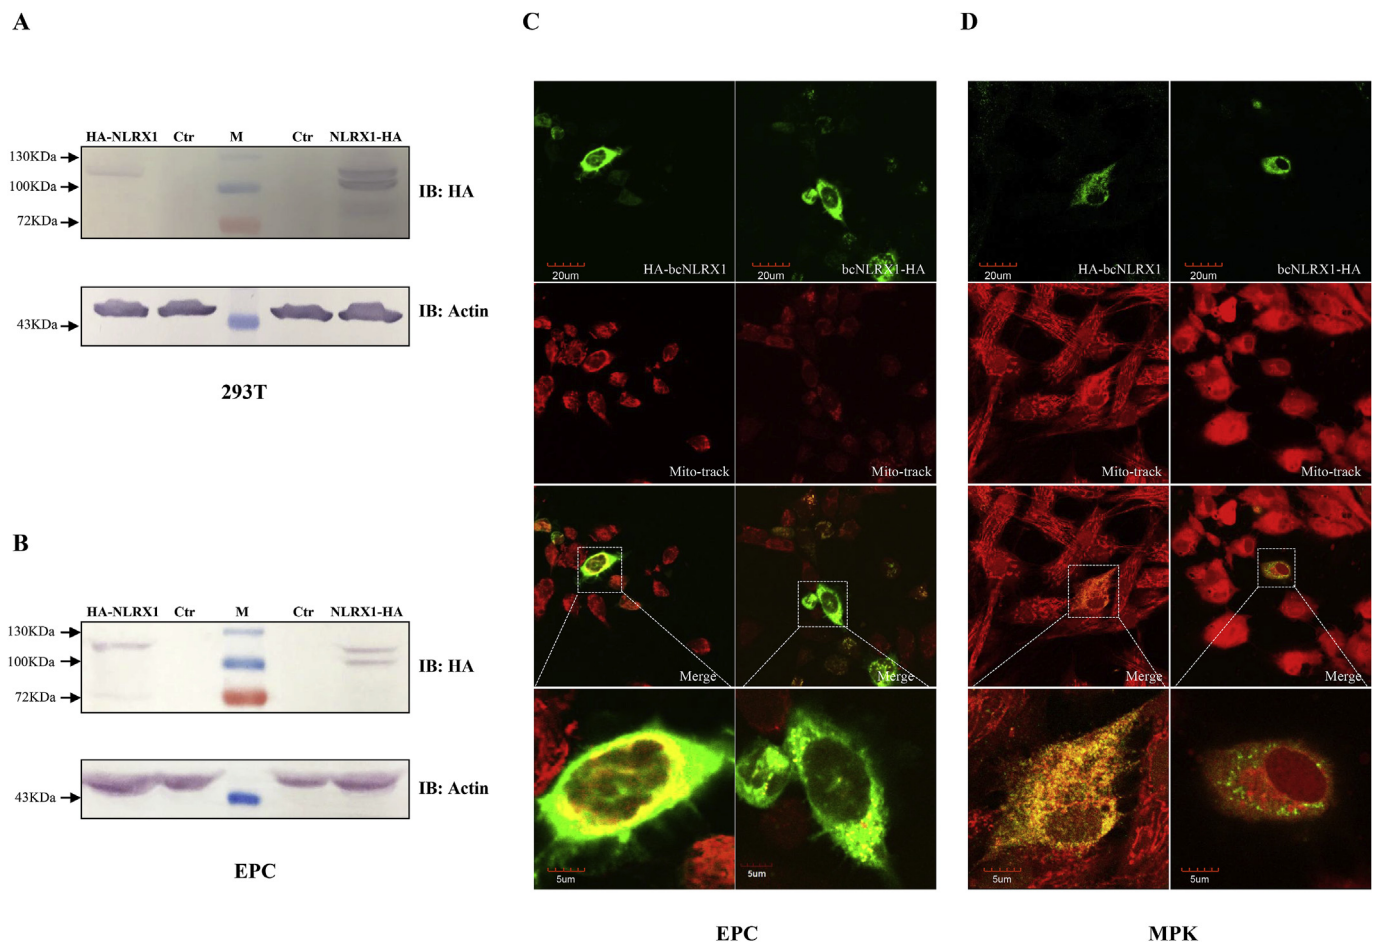 A
HA-NLRX1 Ctr M Ctr NLRX1-HA
130KDa
100KDa
72KDa
IB: HA
43KDa
IB: Actin
293T
B
HA-NLRX1 Ctr M Ctr NLRX1-HA
130KDa
100KDa
72KDa
IB: HA
43KDa
IB: Actin
EPC
C
20um HA-bcNLRX1
20um bcNLRX1-HA
Mito-track
Mito-track
Merge
Merge
5um
5um
EPC
D
20um HA-bcNLRX1
20um bcNLRX1-HA
Mito-track
Mito-track
Merge
Merge
5um
5um
MPK